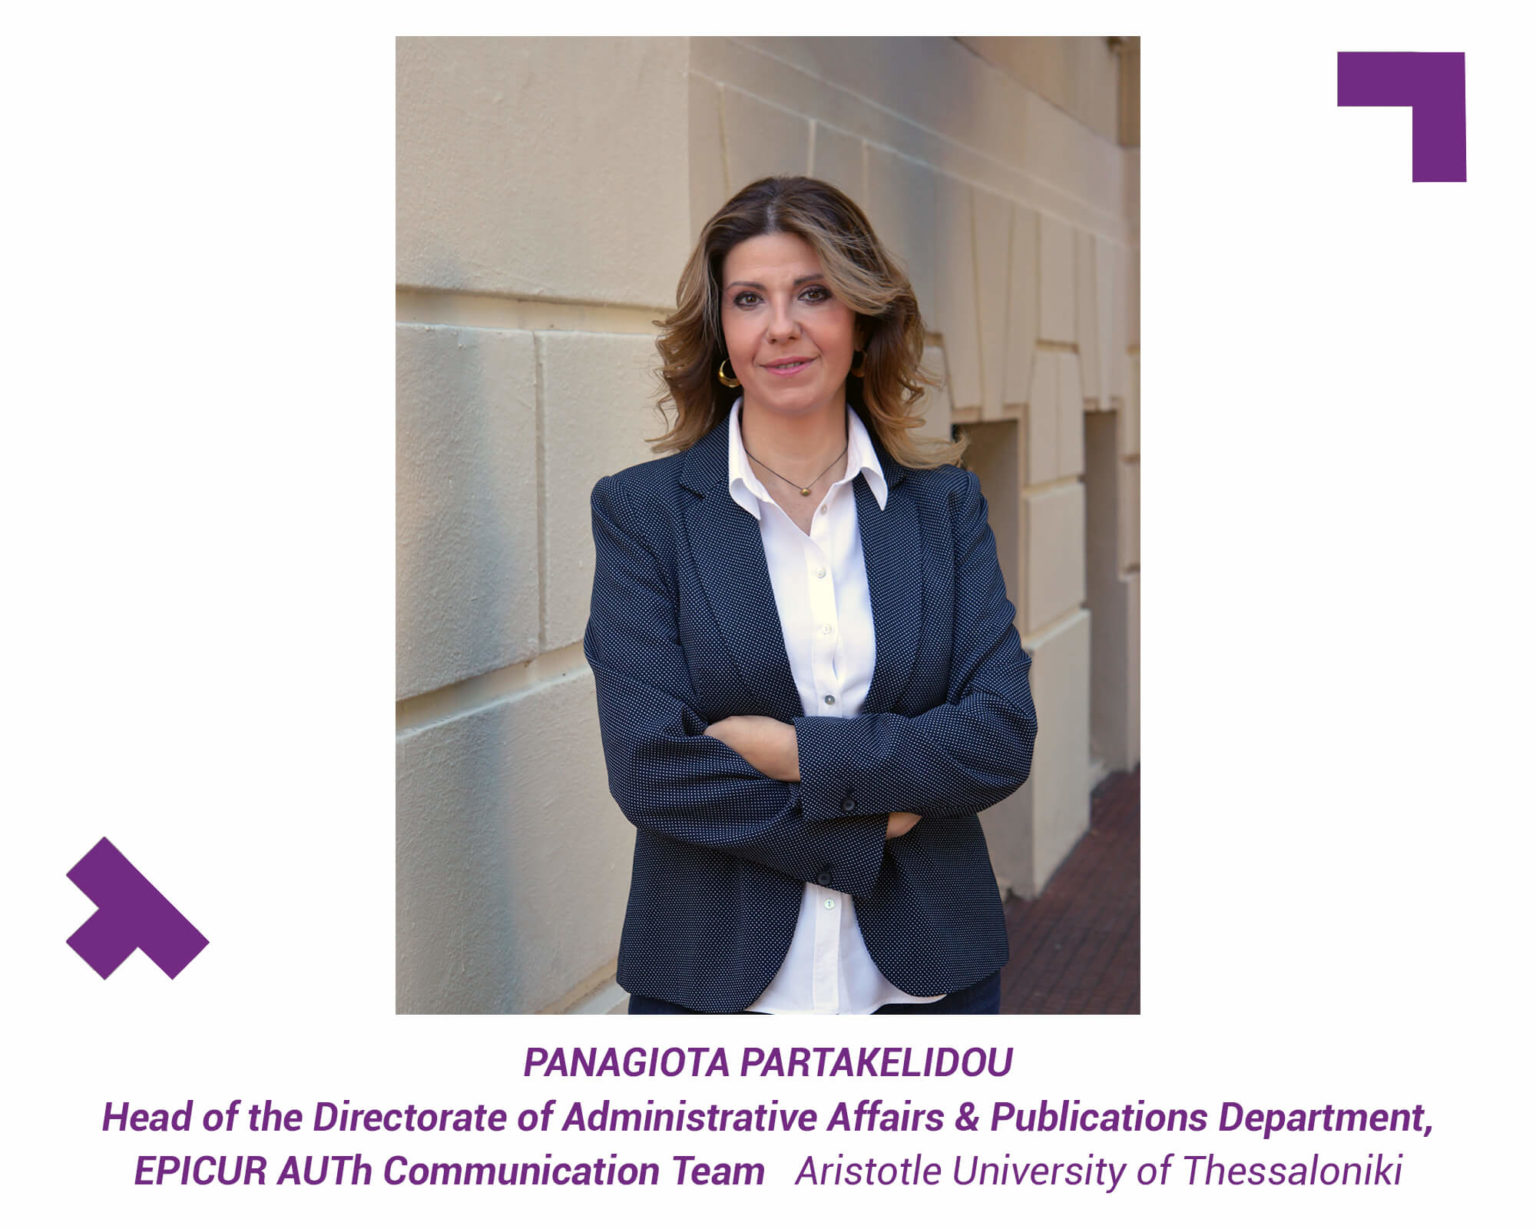 PANAGIOTA PARTAKELIDOU
Head of the Directorate of Administrative Affairs & Publications Department,
EPICUR AUTh Communication Team Aristotle University of Thessaloniki